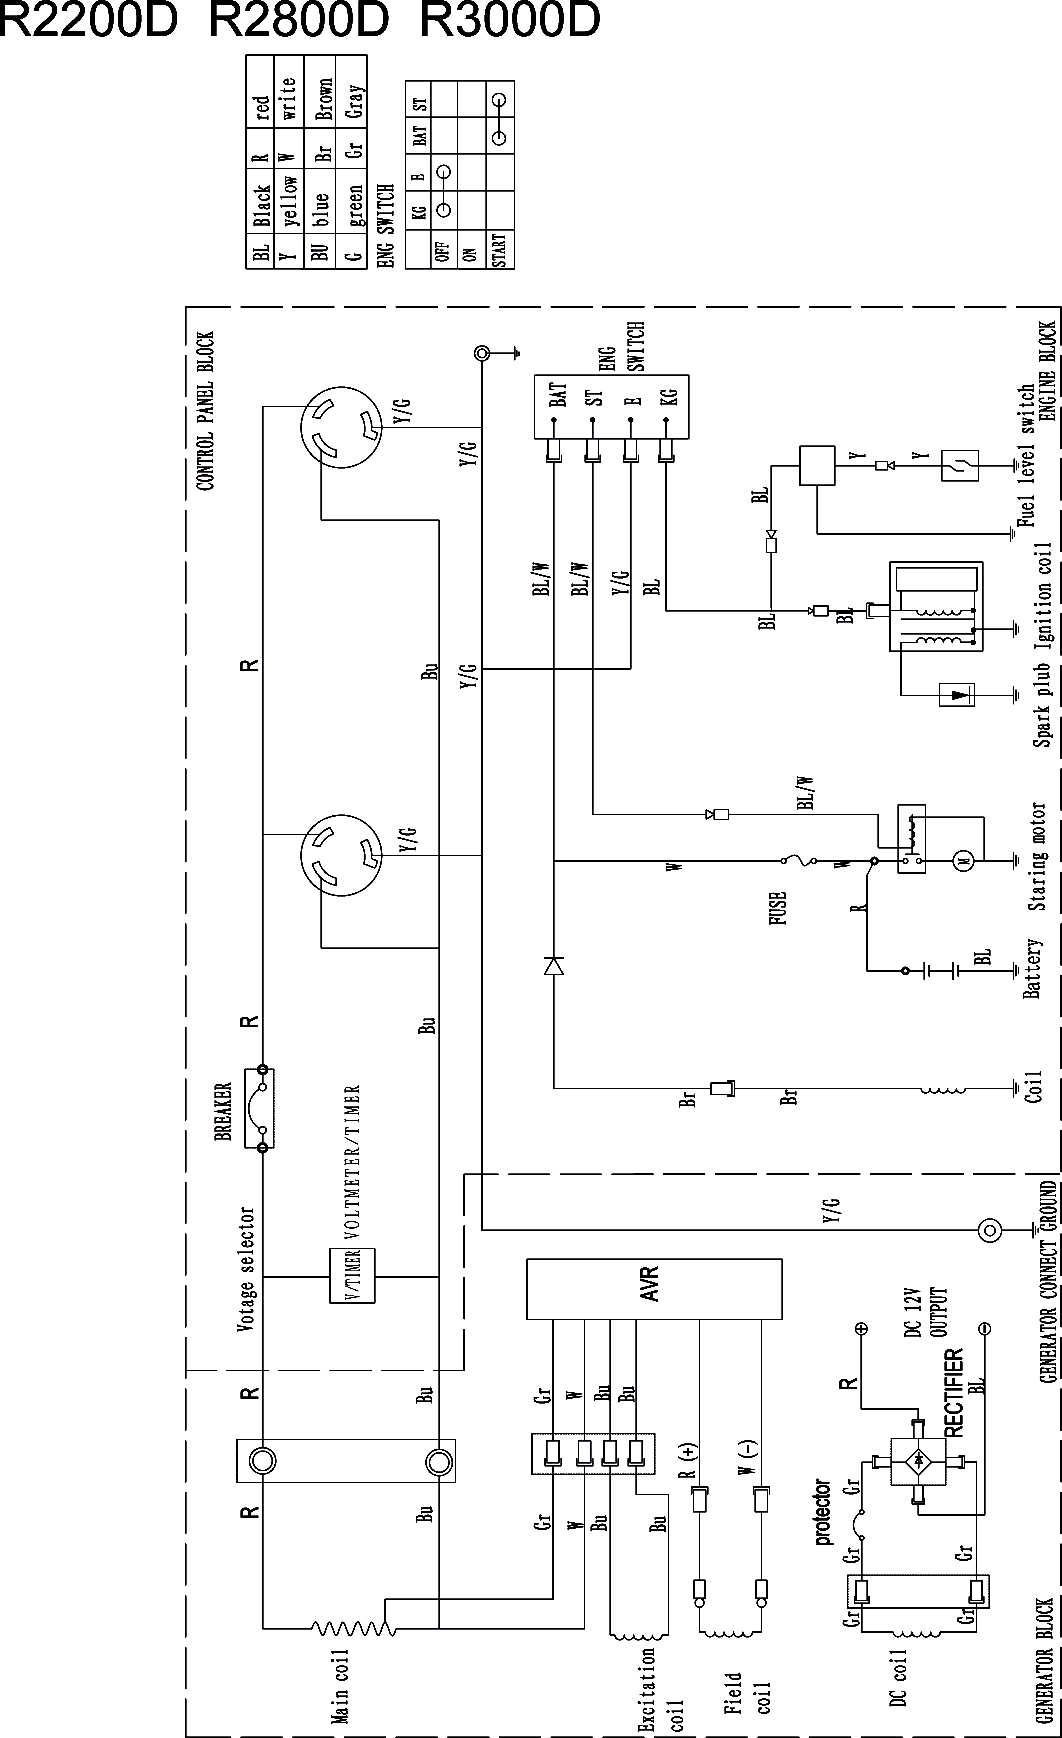 R2200D R2800D R3000D
BL Black R red
Y yellow W write
BU blue Br Brown
G green Gr Gray
ENG SWITCH
KG E BAT ST
OFF
ON
START
CONTROL PANEL BLOCK
Y/G
Y/G
ENG
SWITCH
BAT
ST
E
KG
ENGINE BLOCK
Fuel level switch
Y
Y
BL
BL/W
BL/W
Y/G
BL
BL
BL
Ignition coil
Spark plub
R
Bu
Y/G
Y/G
BL/W
W
W
FUSE
R
M
Staring motor
BL
Battery
R
Bu
BREAKER
VOLTMETER/TIMER
V/TIMER
Votage selector
Br
Br
Coil
Y/G
GENERATOR CONNECT GROUND
AVR
R
Bu
Gr
W
Bu
Bu
R (+)
W (-)
R
DC 12V
OUTPUT
+
-
RECTIFIER
BL
protector
Gr
Gr
Gr
Gr
Gr
R
Bu
Gr
W
Bu
Bu
Main coil
Excitation
coil
Field
coil
DC coil
GENERATOR BLOCK